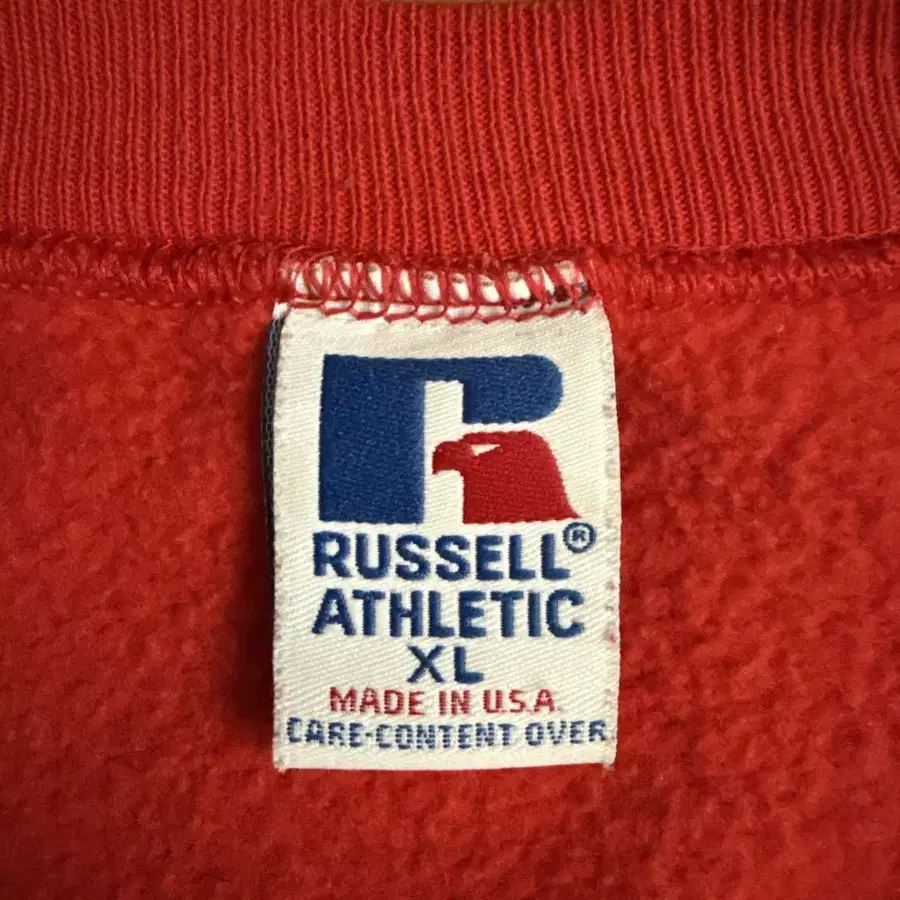 R
RUSSELL®
ATHLETIC
XL
MADE IN U.S.A.
CARE-CONTENT OVER